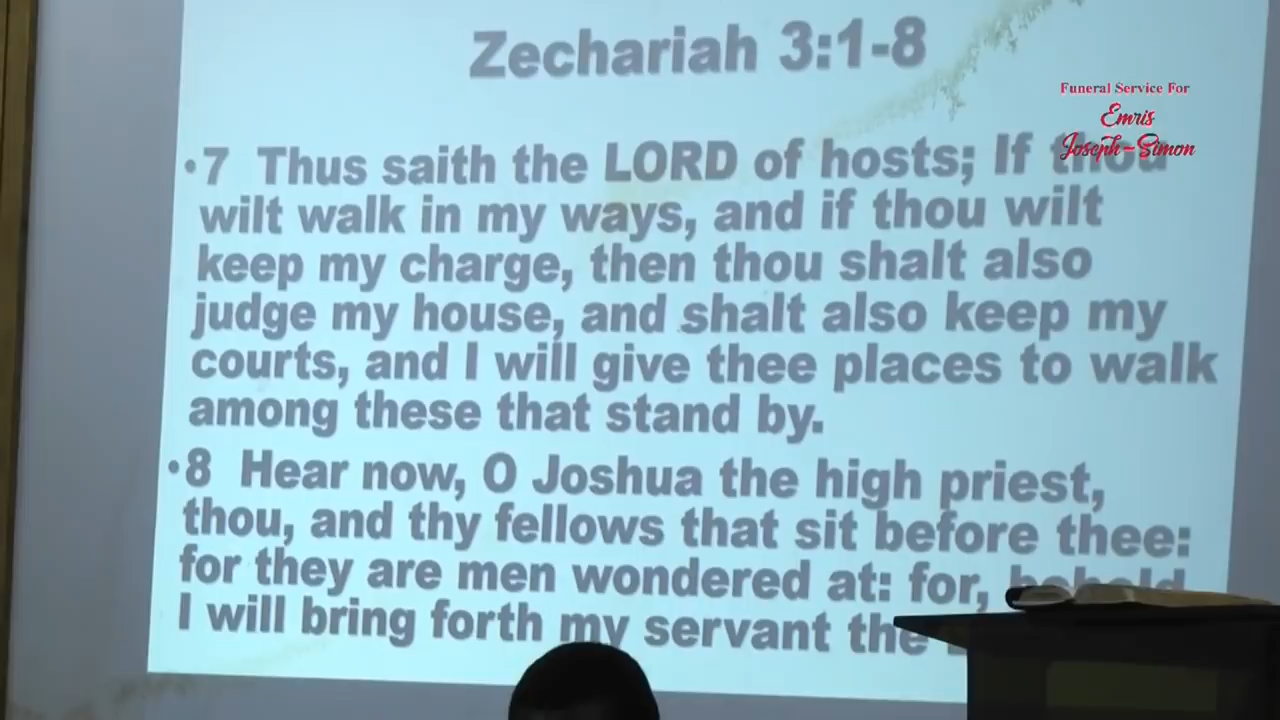 Zechariah 3:1-8
Funeral Service For
Emris
Joseph-Simon
•7 Thus saith the LORD of hosts; If thou
wilt walk in my ways, and if thou wilt
keep my charge, then thou shalt also
judge my house, and shalt also keep my
courts, and I will give thee places to walk
among these that stand by.
•8 Hear now, O Joshua the high priest,
thou, and thy fellows that sit before thee:
for they are men wondered at: for, behold
I will bring forth my servant the